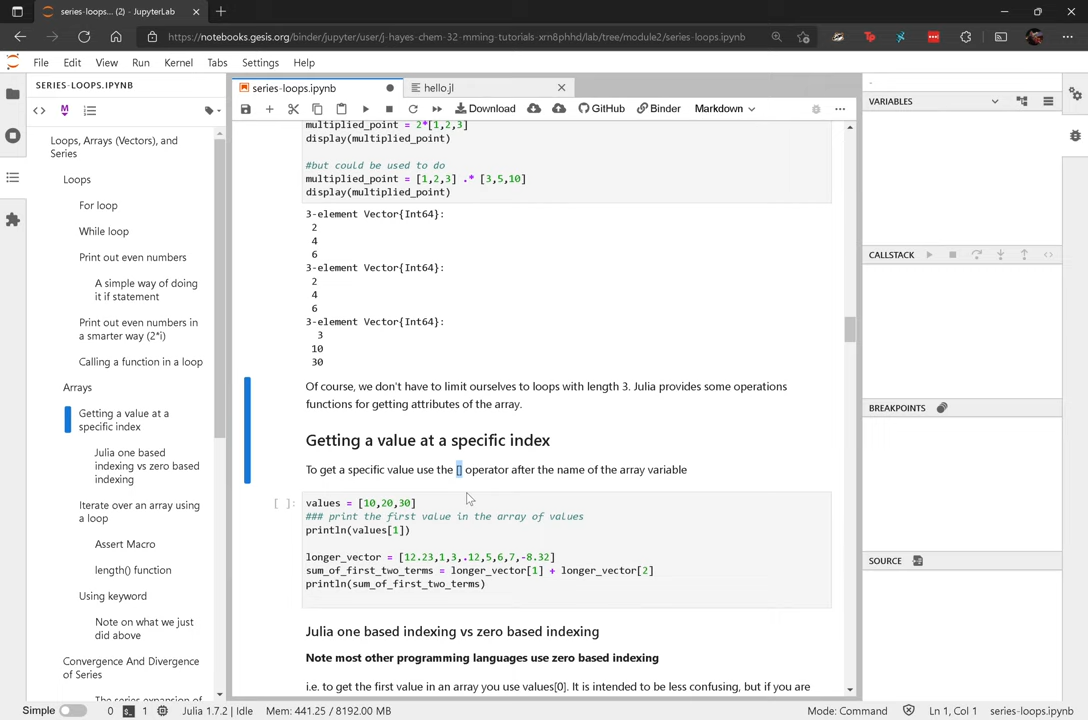 series-loops... (2) - JupyterLab
https://notebooks.gesis.org/binder/jupyter/user/j-hayes-chem-32-mming-tutorials-xrn8phhd/lab/tree/module2/series-loops.ipynb
File Edit View Run Kernel Tabs Settings Help
SERIES-LOOPS.IPYNB
Loops, Arrays (Vectors), and
Series
Loops
For loop
While loop
Print out even numbers
A simple way of doing
it if statement
Print out even numbers in
a smarter way (2*i)
Calling a function in a loop
Arrays
Getting a value at a
specific index
Julia one based
indexing vs zero based
indexing
Iterate over an array using
a loop
Assert Macro
length() function
Using keyword
Note on what we just
did above
Convergence And Divergence
of Series
The series expansion of
series-loops.ipynb
hello.jl
Download GitHub Binder Markdown
multiplied_point = 2*[1,2,3]
display(multiplied_point)
#but could be used to do
multiplied_point = [1,2,3] .* [3,5,10]
display(multiplied_point)
3-element Vector{Int64}:
2
4
6
3-element Vector{Int64}:
2
4
6
3-element Vector{Int64}:
3
10
30
Of course, we don't have to limit ourselves to loops with length 3. Julia provides some operations
functions for getting attributes of the array.
Getting a value at a specific index
To get a specific value use the [] operator after the name of the array variable
[ ]: values = [10,20,30]
### print the first value in the array of values
println(values[1])
longer_vector = [12.23,1,3,.12,5,6,7,-8.32]
sum_of_first_two_terms = longer_vector[1] + longer_vector[2]
println(sum_of_first_two_terms)
Julia one based indexing vs zero based indexing
Note most other programming languages use zero based indexing
i.e. to get the first value in an array you use values[0]. It is intended to be less confusing, but if you are
VARIABLES
CALLSTACK
BREAKPOINTS
SOURCE
Simple 0 1 Julia 1.7.2 | Idle Mem: 441.25 / 8192.00 MB Mode: Command Ln 1, Col 1 series-loops.ipynb